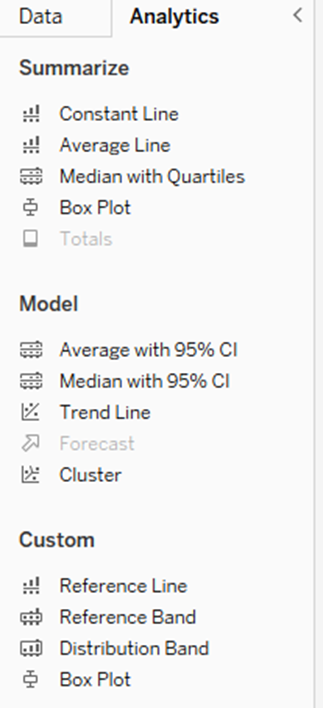 Data Analytics
Summarize
Constant Line
Average Line
Median with Quartiles
Box Plot
Totals
Model
Average with 95% CI
Median with 95% CI
Trend Line
Forecast
Cluster
Custom
Reference Line
Reference Band
Distribution Band
Box Plot